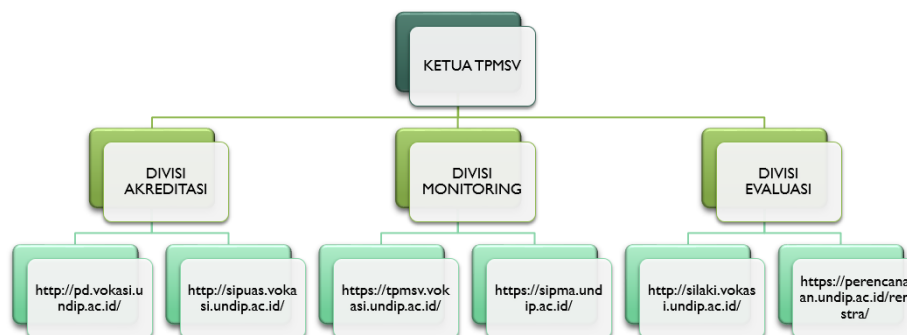 KETUA TPMSV
DIVISI
AKREDITASI
DIVISI
MONITORING
DIVISI
EVALUASI
http://pd.vokasi.u
ndip.ac.id/
http://sipuas.voka
si.undip.ac.id/
https://tpmsv.vok
asi.undip.ac.id/
https://sipma.und
ip.ac.id/
http://silaki.vokas
i.undip.ac.id/
https://perencana
an.undip.ac.id/ren
stra/